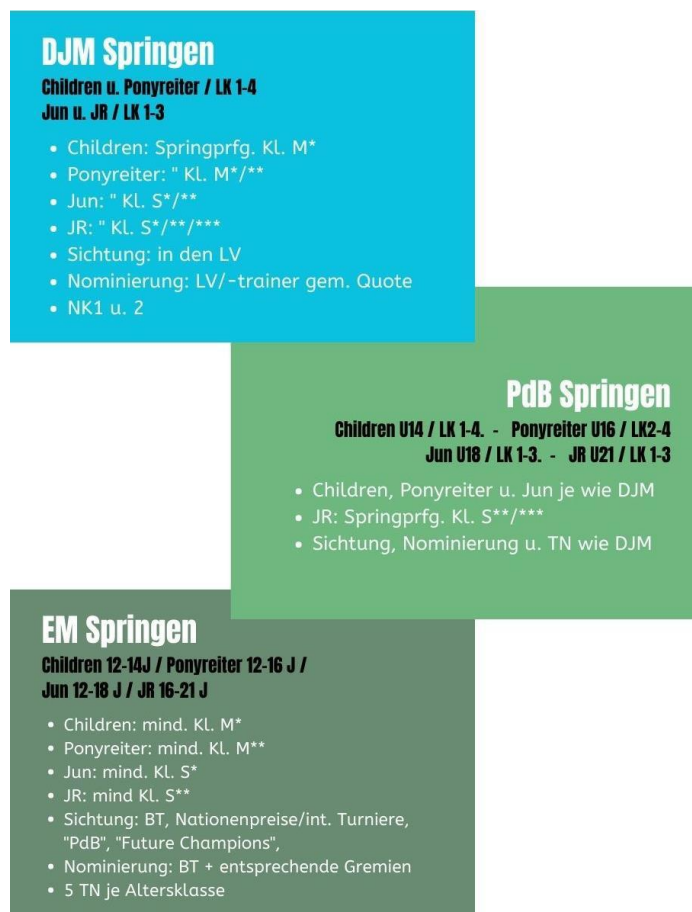 DJM Springen
Children u. Ponyreiter / LK 1-4
Jun u. JR / LK 1-3
• Children: Springprfg. Kl. M*
• Ponyreiter: " Kl. M*/**
• Jun: " Kl. S*/**
• JR: " Kl. S*/**/***
• Sichtung: in den LV
• Nominierung: LV/-trainer gem. Quote
• NK1 u. 2
PdB Springen
Children U14 / LK 1-4. - Ponyreiter U16 / LK2-4
Jun U18 / LK 1-3. - JR U21 / LK 1-3
• Children, Ponyreiter u. Jun je wie DJM
• JR: Springprfg. Kl. S**/***
• Sichtung, Nominierung u. TN wie DJM
EM Springen
Children 12-14J / Ponyreiter 12-16 J /
Jun 12-18 J / JR 16-21 J
• Children: mind. Kl. M*
• Ponyreiter: mind. Kl. M**
• Jun: mind. Kl. S*
• JR: mind Kl. S**
• Sichtung: BT, Nationenpreise/int. Turniere,
"PdB", "Future Champions",
• Nominierung: BT + entsprechende Gremien
• 5 TN je Altersklasse